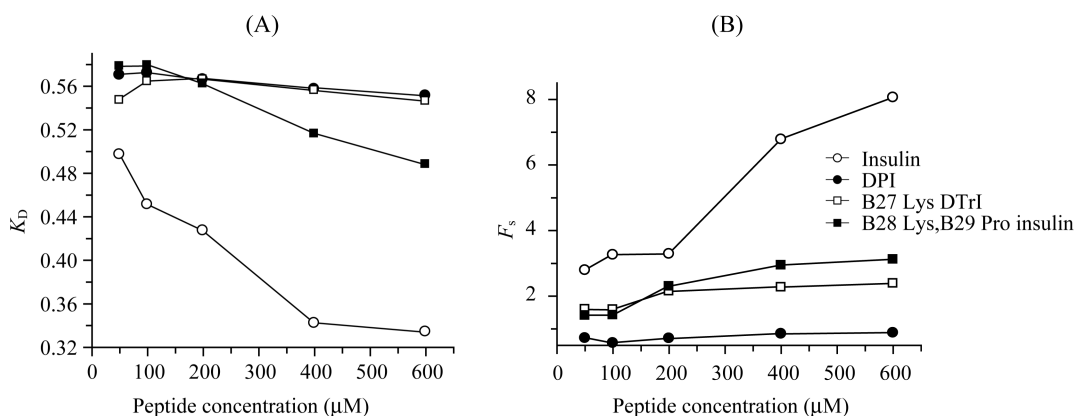 (A)
(B)
K_D
0.56
0.52
0.48
0.44
0.40
0.36
0.32
0 100 200 300 400 500 600
Peptide concentration (μM)
F_s
8
6
4
2
0 100 200 300 400 500 600
Peptide concentration (μM)
Insulin
DPI
B27 Lys DTrI
B28 Lys,B29 Pro insulin